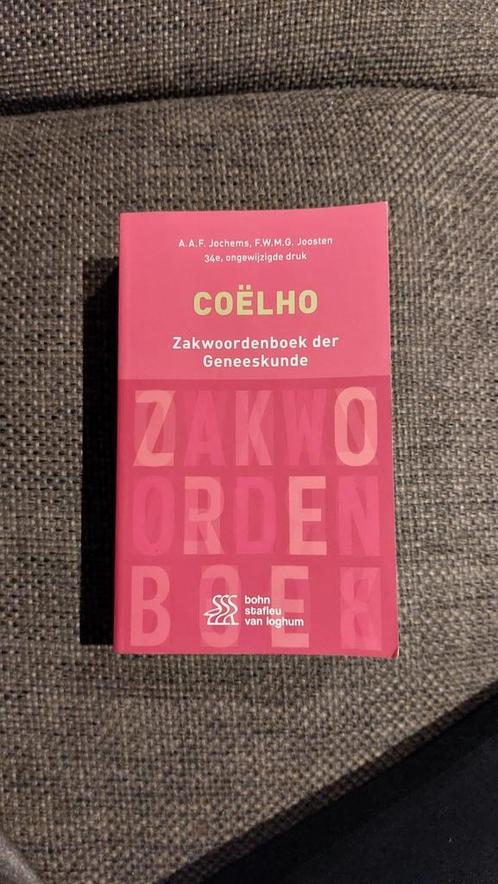 A.A.F. Jochems, F.W.M.G. Joosten
34e, ongewijzigde druk
COËLHO
Zakwoordenboek der
Geneeskunde
ZAKWO
ORDEN
BOEK
bohn
stafleu
van loghum